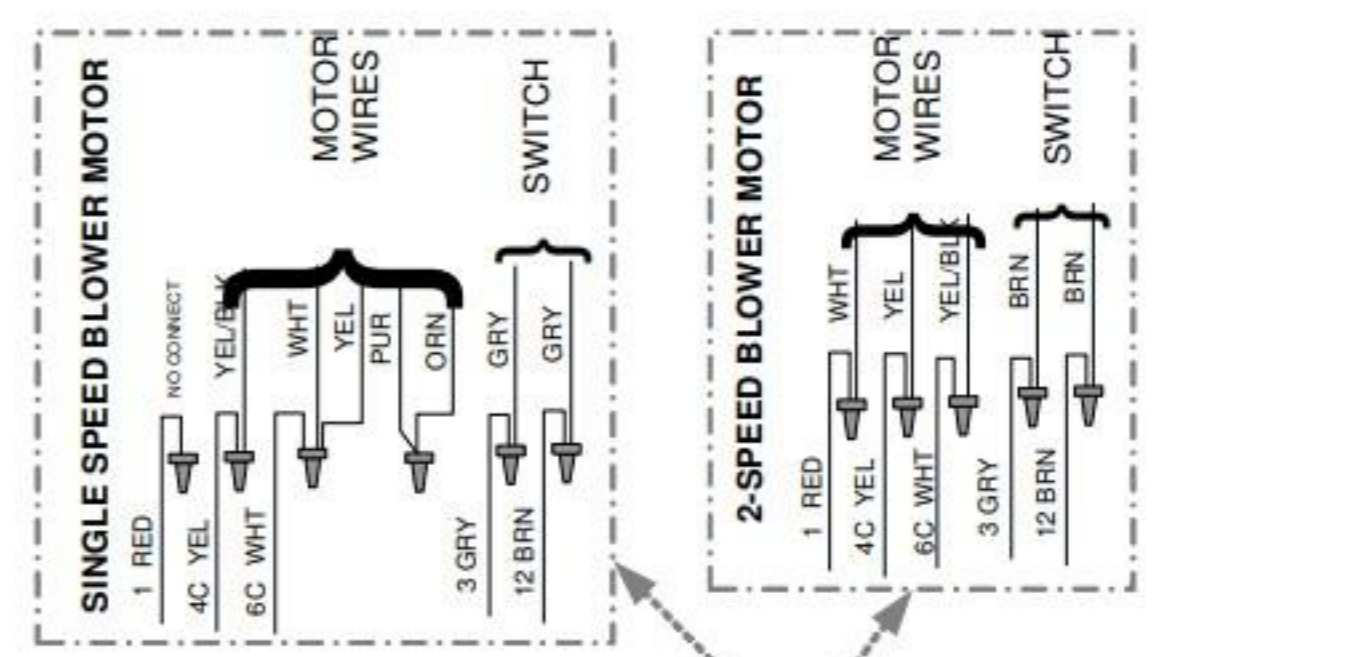 SINGLE SPEED BLOWER MOTOR
MOTOR
WIRES
SWITCH
NO CONNECT
YEL/BLK
WHT
YEL
PUR
ORN
GRY
GRY
1 RED
4C YEL
6C WHT
3 GRY
12 BRN
2-SPEED BLOWER MOTOR
MOTOR
WIRES
SWITCH
WHT
YEL
YEL/BLK
BRN
BRN
1 RED
4C YEL
6C WHT
3 GRY
12 BRN